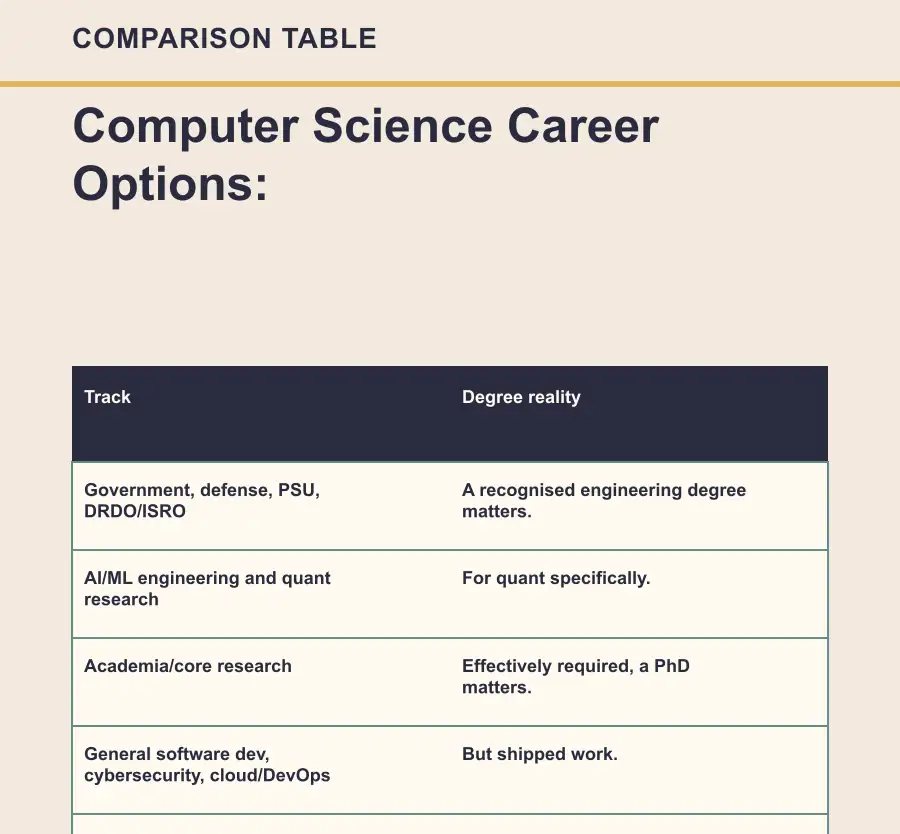 COMPARISON TABLE
Computer Science Career
Options:
Track
Degree reality
Government, defense, PSU,
DRDO/ISRO
A recognised engineering degree
matters.
AI/ML engineering and quant
research
For quant specifically.
Academia/core research
Effectively required, a PhD
matters.
General software dev,
cybersecurity, cloud/DevOps
But shipped work.